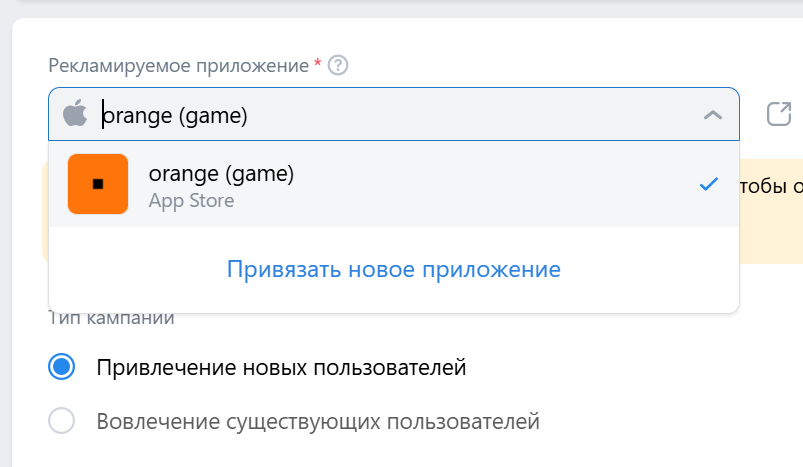 Рекламируемое приложение * ?
orange (game)
orange (game)
App Store
тобы о
Привязать новое приложение
Тип кампании
Привлечение новых пользователей
Вовлечение существующих пользователей